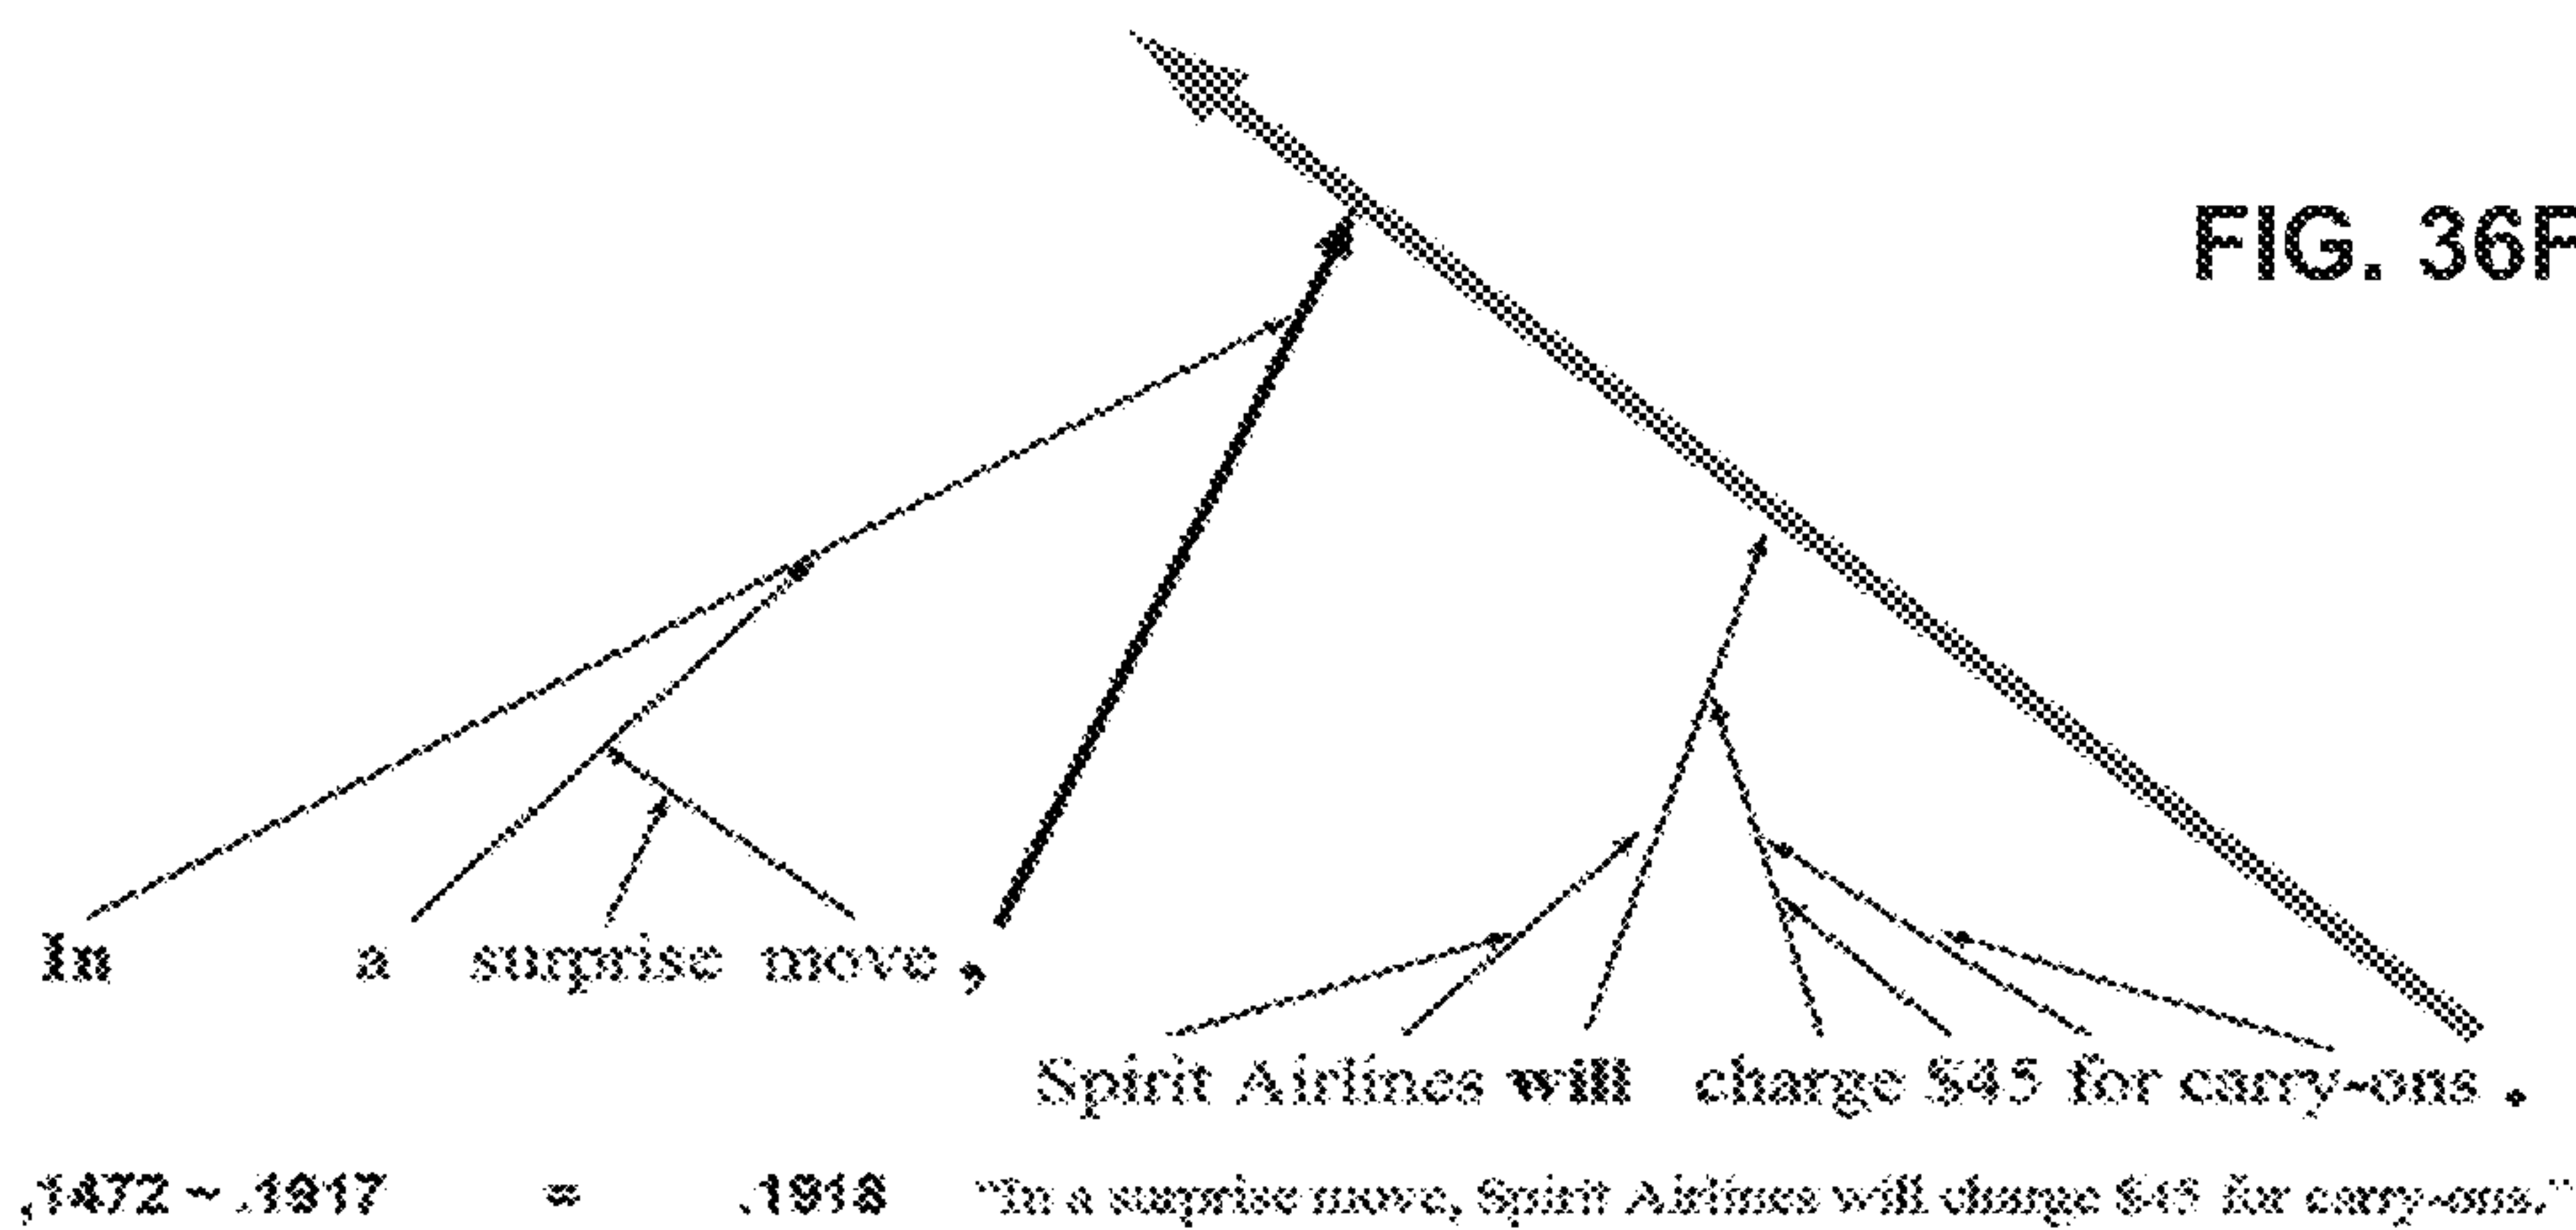 FIG. 36F
In a surprise move ,
Spirit Airlines will charge $45 for carry-ons .
,1472 ~ .1917 = .1918 "In a surprise move, Spirit Airlines will charge $45 for carry-ons."